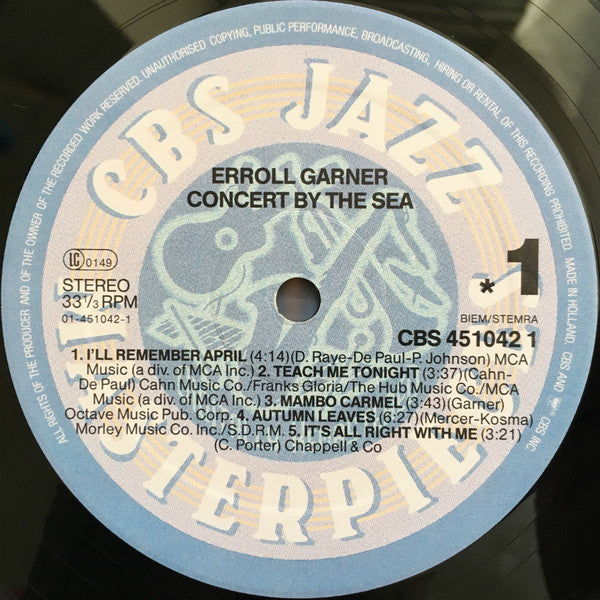 ALL RIGHTS OF THE PRODUCER AND OF THE OWNER OF THE RECORDED WORK RESERVED. UNAUTHORISED COPYING, PUBLIC PERFORMANCE, BROADCASTING, HIRING OR RENTAL OF THIS RECORDING PROHIBITED. MADE IN HOLLAND CBS AND CBS INC.
CBS JAZZ
MASTERPIECES
ERROLL GARNER
CONCERT BY THE SEA
LC 0149
STEREO
33 1/3 RPM
01-451042-1
* 1
BIEM/STEMRA
CBS 451042 1
1. I'LL REMEMBER APRIL (4:14)(D. Raye-De Paul-P. Johnson) MCA
Music (a div. of MCA Inc.) 2. TEACH ME TONIGHT (3:37)(Cahn-
De Paul) Cahn Music Co./Franks Gloria/The Hub Music Co./MCA
Music (a div. of MCA Inc.) 3. MAMBO CARMEL (3:43)(Garner)
Octave Music Pub. Corp. 4. AUTUMN LEAVES (6:27)(Mercer-Kosma)
Morley Music Co. Inc./S.D.R.M. 5. IT'S ALL RIGHT WITH ME (3:21)
(C. Porter) Chappell & Co